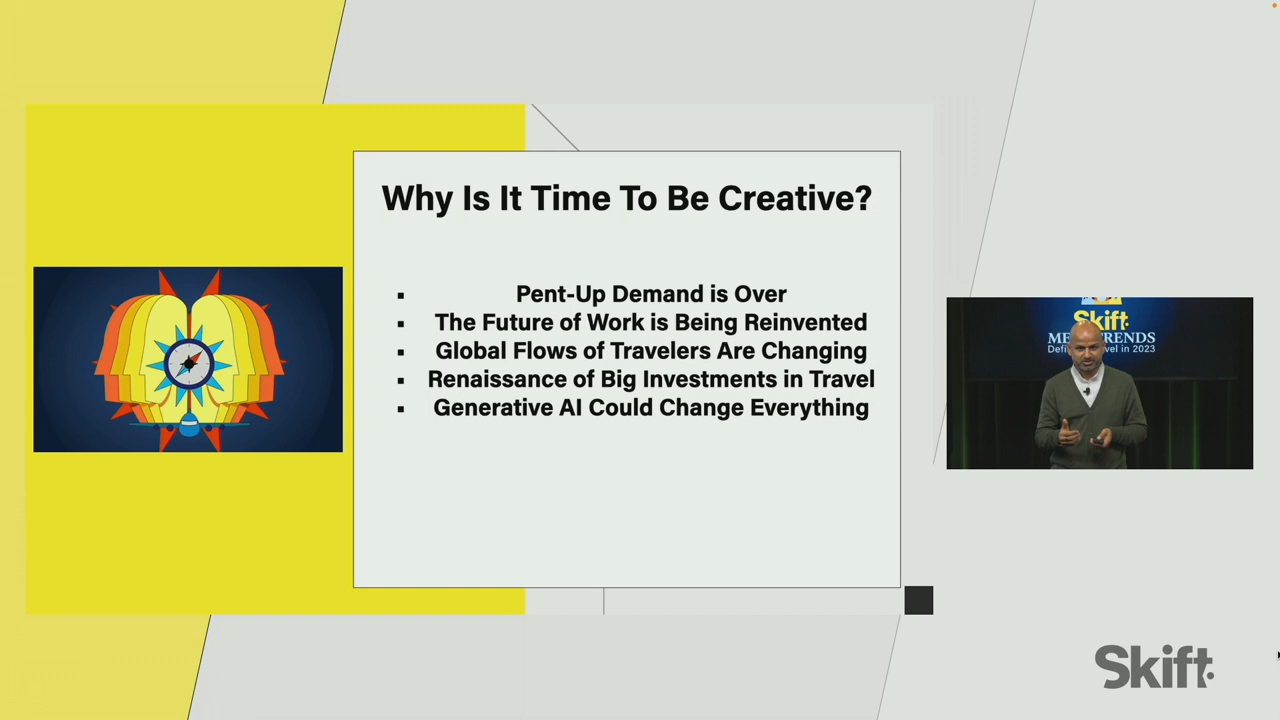 Why Is It Time To Be Creative?
▪ Pent-Up Demand is Over
▪ The Future of Work is Being Reinvented
▪ Global Flows of Travelers Are Changing
▪ Renaissance of Big Investments in Travel
▪ Generative AI Could Change Everything
Skift
in 2023
Skift